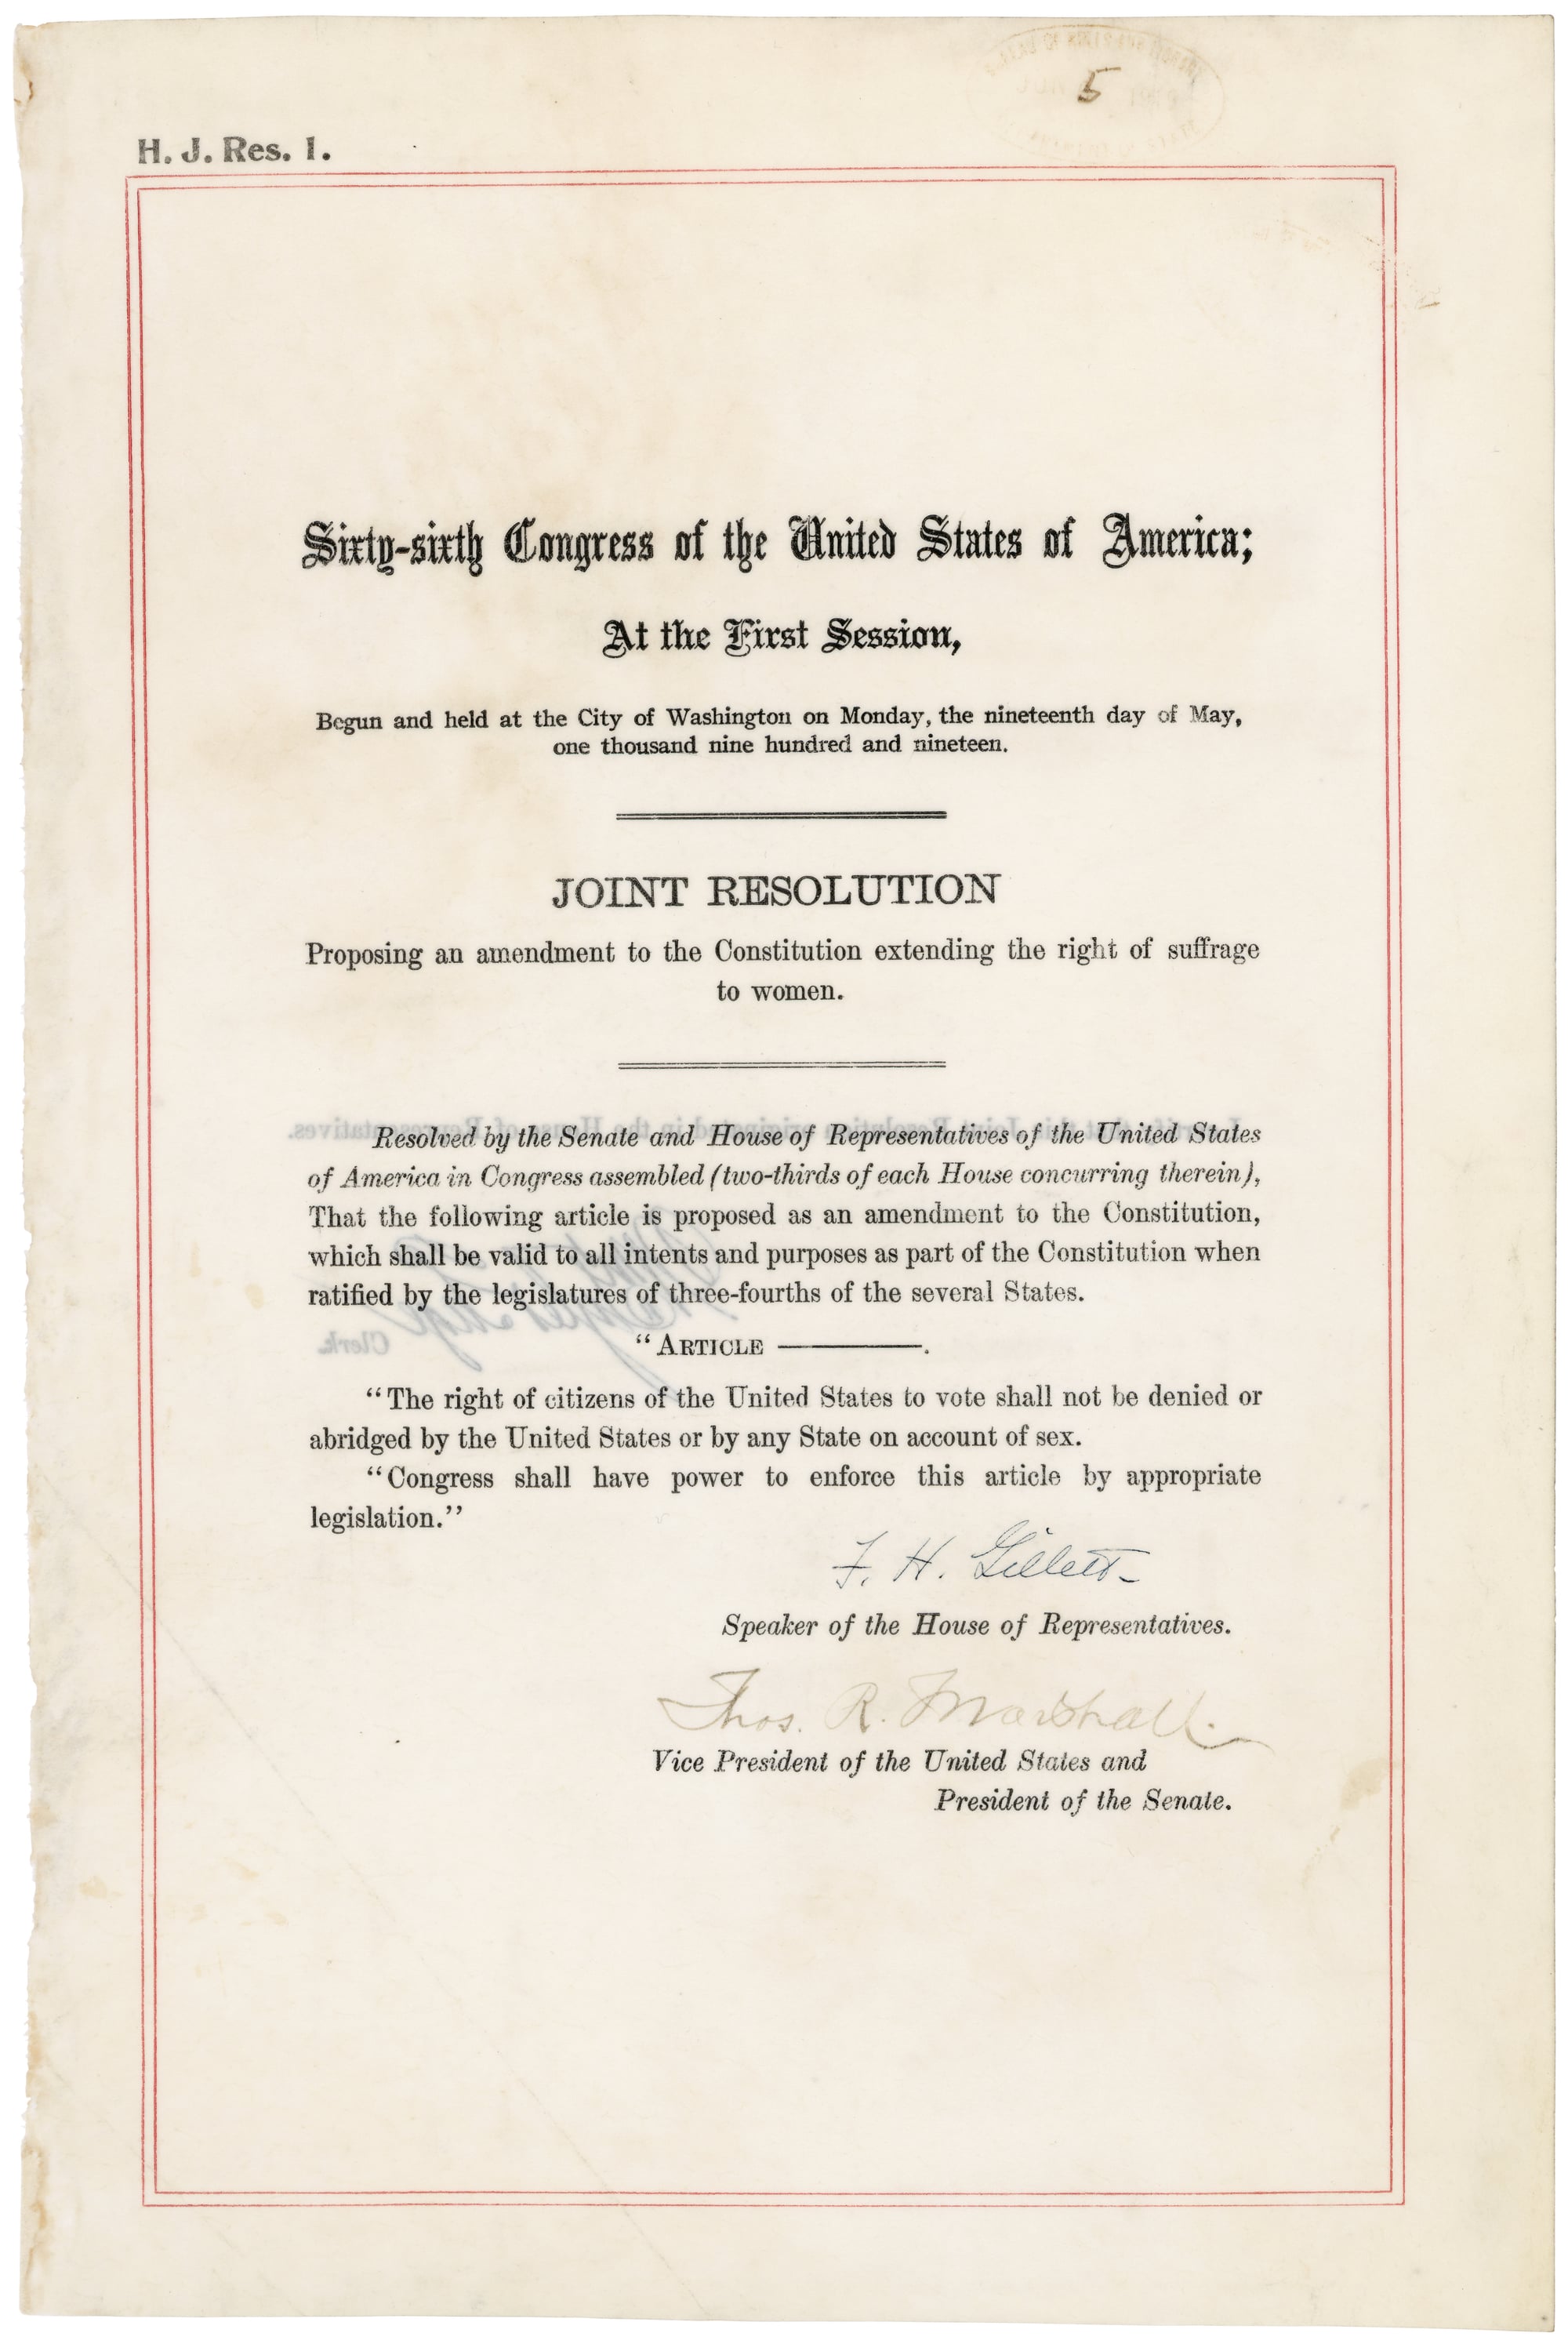 5
H. J. Res. 1.
Sixty-sixth Congress of the United States of America;
At the First Session,
Begun and held at the City of Washington on Monday, the nineteenth day of May,
one thousand nine hundred and nineteen.
JOINT RESOLUTION
Proposing an amendment to the Constitution extending the right of suffrage
to women.
Resolved by the Senate and House of Representatives of the United States
of America in Congress assembled (two-thirds of each House concurring therein),
That the following article is proposed as an amendment to the Constitution,
which shall be valid to all intents and purposes as part of the Constitution when
ratified by the legislatures of three-fourths of the several States.
Clerk.
“ARTICLE ———.
“The right of citizens of the United States to vote shall not be denied or
abridged by the United States or by any State on account of sex.
“Congress shall have power to enforce this article by appropriate
legislation.”
F. H. Gillett
Speaker of the House of Representatives.
Thos. R. Marshall.
Vice President of the United States and
President of the Senate.